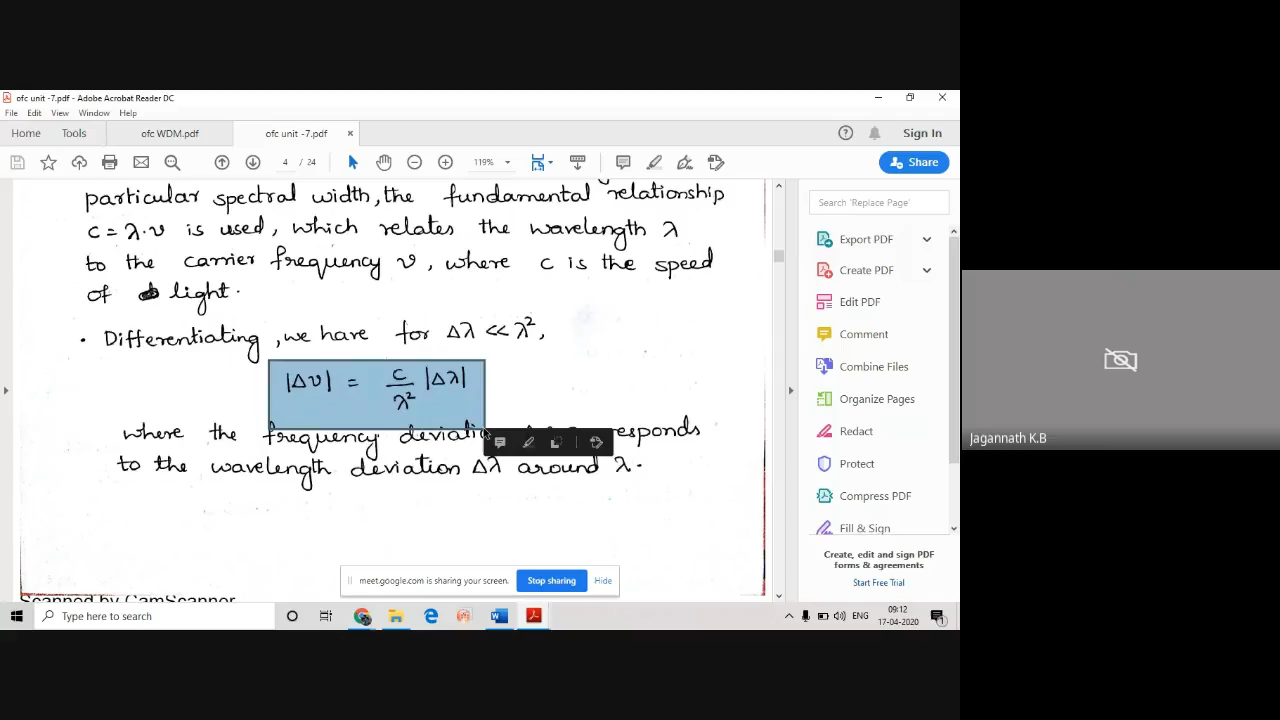 ofc unit -7.pdf - Adobe Acrobat Reader DC
File Edit View Window Help
Home Tools ofc WDM.pdf ofc unit -7.pdf × Sign In
4 / 24 119% Share
particular spectral width, the fundamental relationship
c = λ.ν is used, which relates the wavelength λ
to the carrier frequency ν, where c is the speed
of light.
• Differentiating, we have for Δλ << λ²,
|Δν| = c/λ² |Δλ|
where the frequency deviatio responds
to the wavelength deviation Δλ around λ.
Scanned by CamScanner
Search 'Replace Page'
Export PDF
Create PDF
Edit PDF
Comment
Combine Files
Organize Pages
Redact
Protect
Compress PDF
Fill & Sign
Create, edit and sign PDF
forms & agreements
Start Free Trial
meet.google.com is sharing your screen. Stop sharing Hide
Type here to search
ENG
09:12
17-04-2020
Jagannath K.B